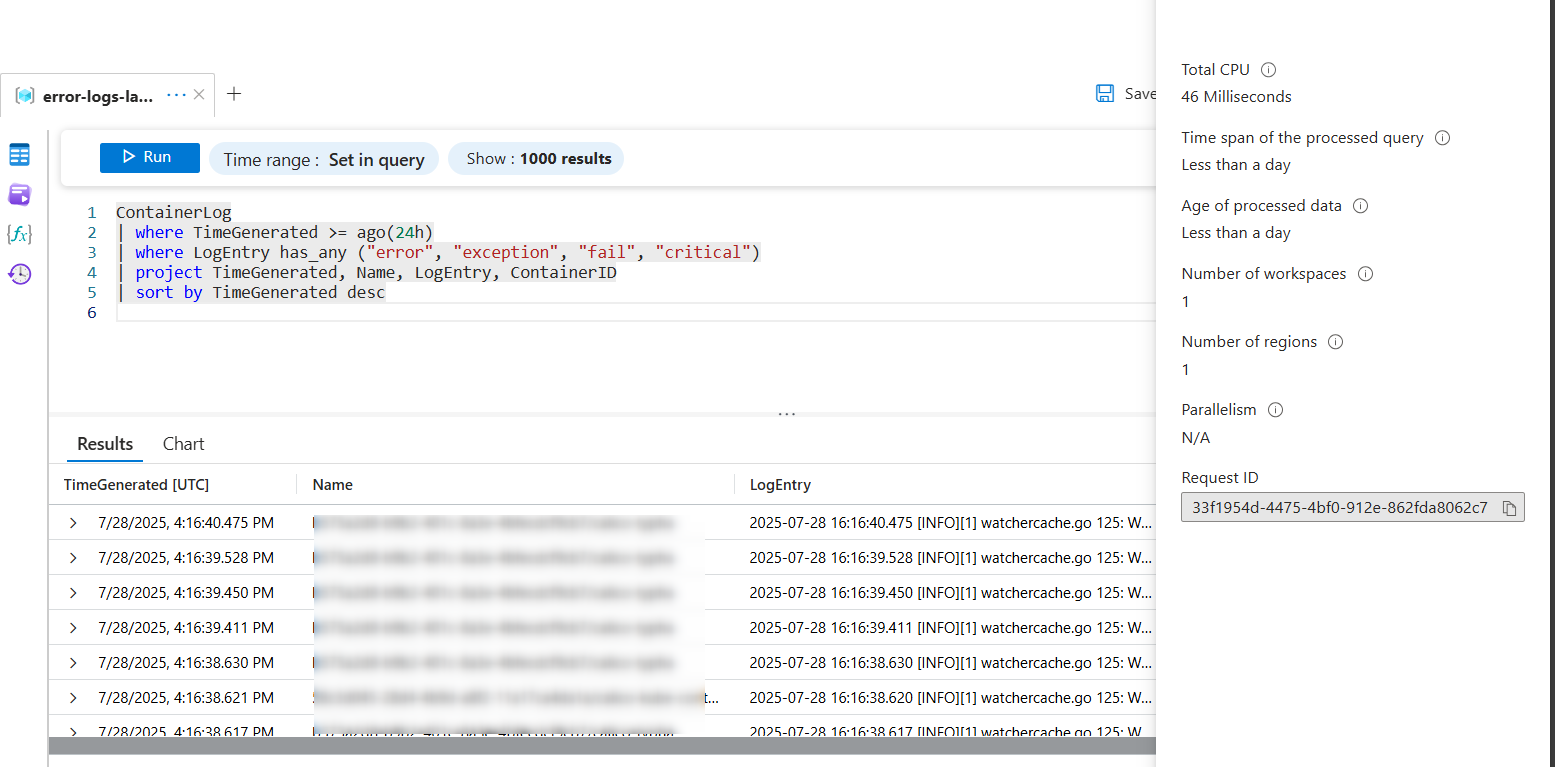 error-logs-la... ··· × +
Save
Run
Time range : Set in query
Show : 1000 results
1 ContainerLog
2 | where TimeGenerated >= ago(24h)
3 | where LogEntry has_any ("error", "exception", "fail", "critical")
4 | project TimeGenerated, Name, LogEntry, ContainerID
5 | sort by TimeGenerated desc
6
...
Results Chart
TimeGenerated [UTC] Name LogEntry
7/28/2025, 4:16:40.475 PM 2025-07-28 16:16:40.475 [INFO][1] watchercache.go 125: W...
7/28/2025, 4:16:39.528 PM 2025-07-28 16:16:39.528 [INFO][1] watchercache.go 125: W...
7/28/2025, 4:16:39.450 PM 2025-07-28 16:16:39.450 [INFO][1] watchercache.go 125: W...
7/28/2025, 4:16:39.411 PM 2025-07-28 16:16:39.411 [INFO][1] watchercache.go 125: W...
7/28/2025, 4:16:38.630 PM 2025-07-28 16:16:38.630 [INFO][1] watchercache.go 125: W...
7/28/2025, 4:16:38.621 PM t... 2025-07-28 16:16:38.620 [INFO][1] watchercache.go 125: W...
7/28/2025, 4:16:38.617 PM 2025-07-28 16:16:38.617 [INFO][1] watchercache.go 125: W...
Total CPU
46 Milliseconds
Time span of the processed query
Less than a day
Age of processed data
Less than a day
Number of workspaces
1
Number of regions
1
Parallelism
N/A
Request ID
33f1954d-4475-4bf0-912e-862fda8062c7